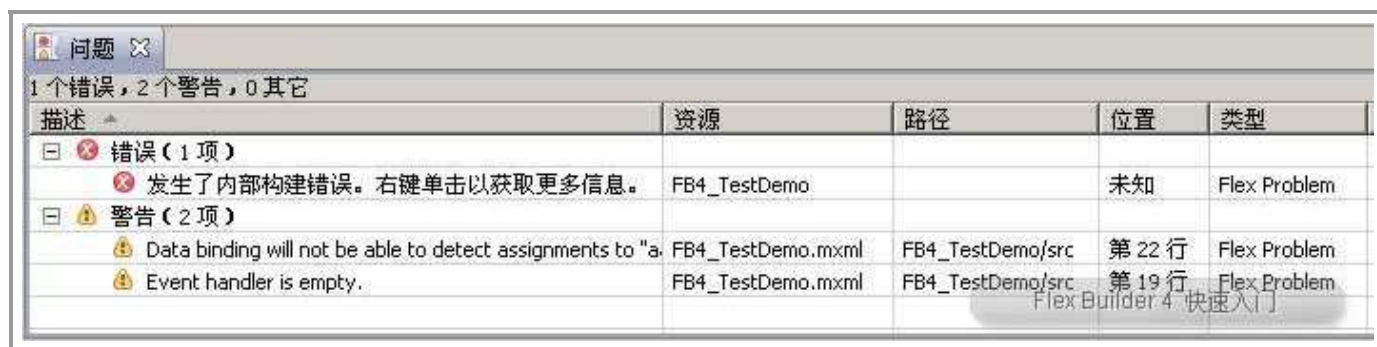 问题
1个错误，2个警告，0其它
描述 资源 路径 位置 类型
错误(1项)
发生了内部构建错误。右键单击以获取更多信息。 FB4_TestDemo 未知 Flex Problem
警告(2项)
Data binding will not be able to detect assignments to "a FB4_TestDemo.mxml FB4_TestDemo/src 第 22 行 Flex Problem
Event handler is empty. FB4_TestDemo.mxml FB4_TestDemo/src 第 19 行 Flex Problem
Flex Builder 4 快速入门